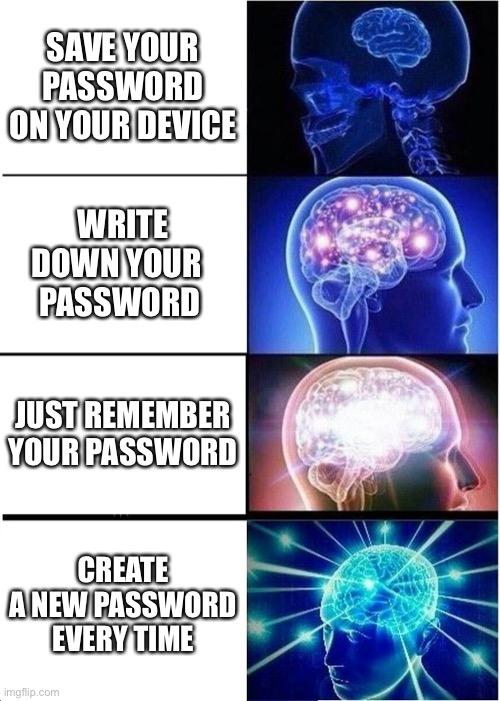 SAVE YOUR
PASSWORD
ON YOUR DEVICE
WRITE
DOWN YOUR
PASSWORD
JUST REMEMBER
YOUR PASSWORD
CREATE
A NEW PASSWORD
EVERY TIME
imgflip.com